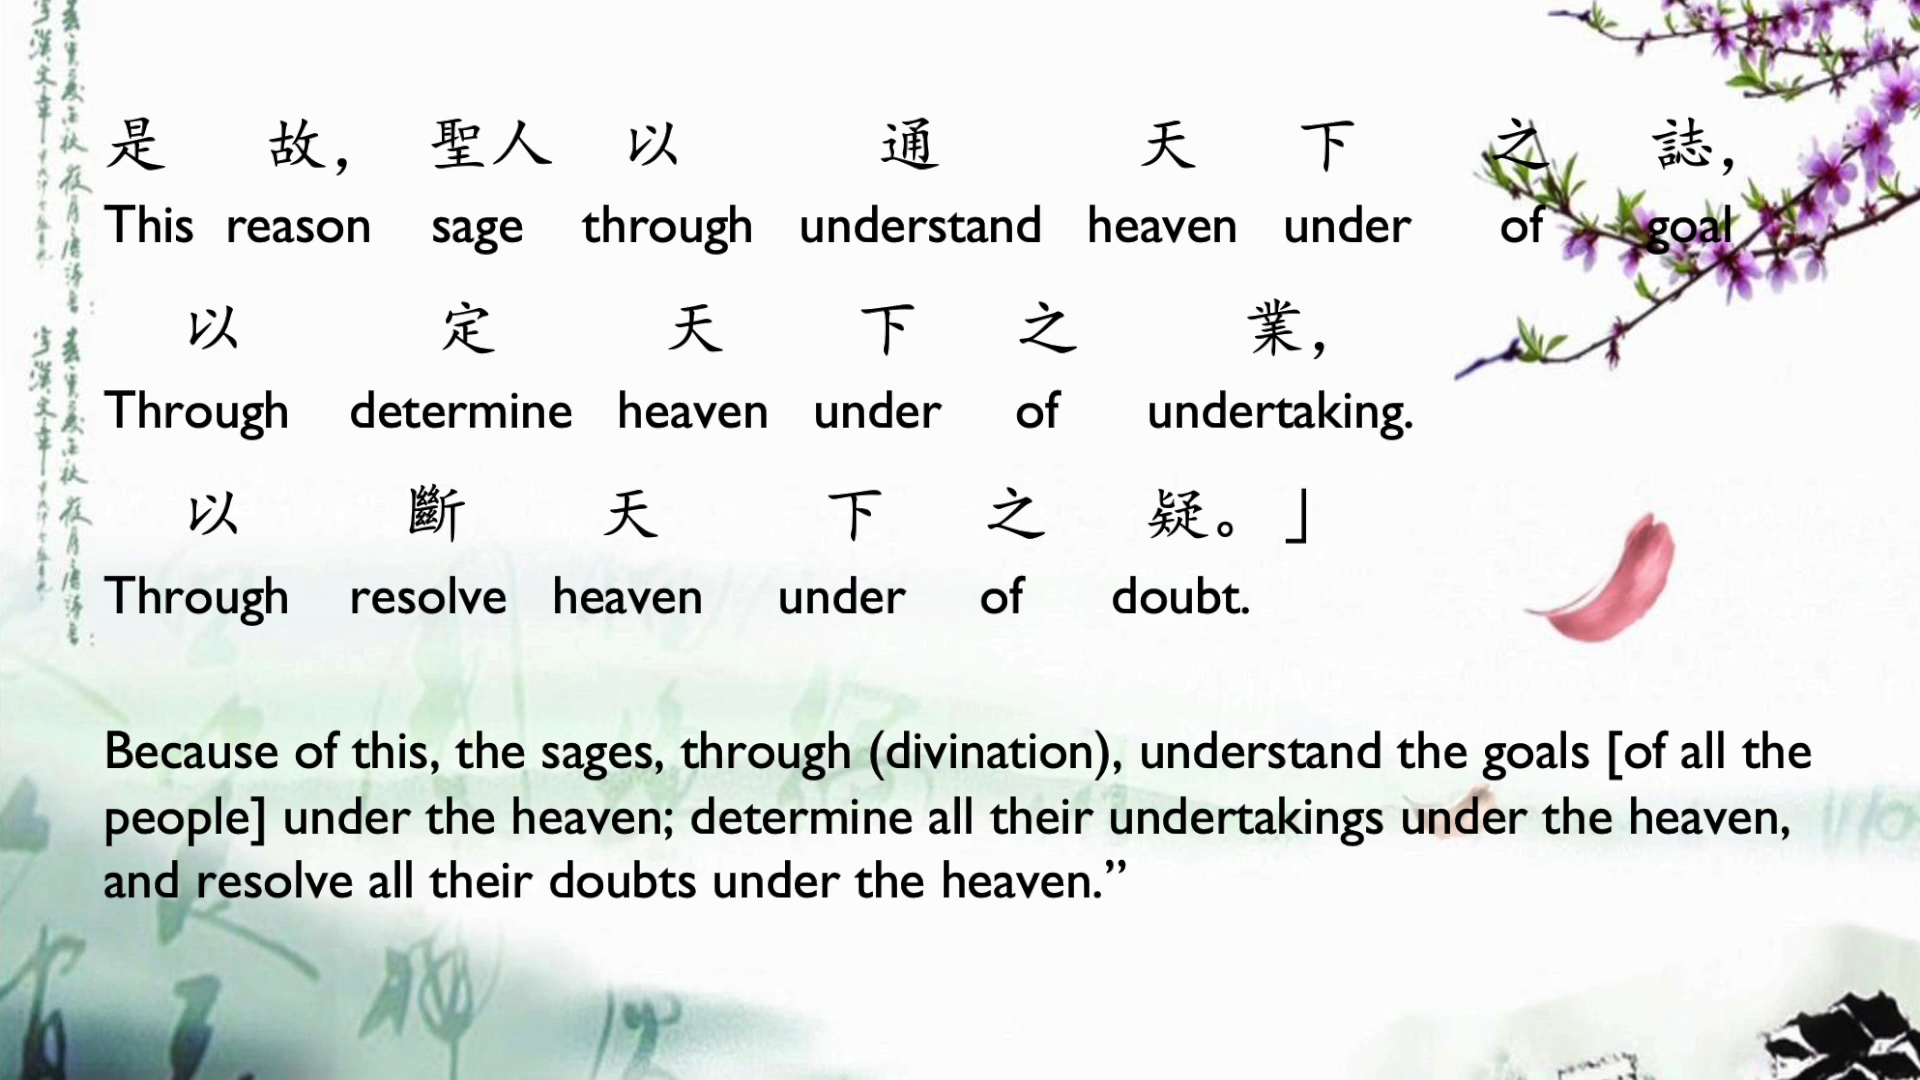 是 故， 聖人 以 通 天 下 之 誌，
This reason sage through understand heaven under of goal
以 定 天 下 之 業，
Through determine heaven under of undertaking.
以 斷 天 下 之 疑。」
Through resolve heaven under of doubt.
Because of this, the sages, through (divination), understand the goals [of all the
people] under the heaven; determine all their undertakings under the heaven,
and resolve all their doubts under the heaven.”